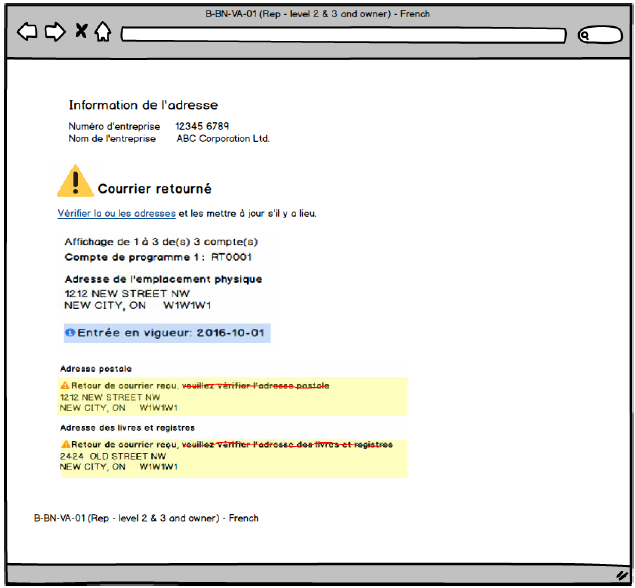 B-BN-VA-01 (Rep - level 2 & 3 and owner) - French
Information de l'adresse
Numéro d'entreprise 12345 6789
Nom de l'entreprise ABC Corporation Ltd.
Courrier retourné
Vérifier la ou les adresses et les mettre à jour s'il y a lieu.
Affichage de 1 à 3 de(s) 3 compte(s)
Compte de programme 1 : RT0001
Adresse de l'emplacement physique
1212 NEW STREET NW
NEW CITY, ON W1W1W1
Entrée en vigueur: 2016-10-01
Adresse postale
Retour de courrier reçu, veuillez vérifier l'adresse postale
1212 NEW STREET NW
NEW CITY, ON W1W1W1
Adresse des livres et registres
Retour de courrier reçu, veuillez vérifier l'adresse des livres et registres
2424 OLD STREET NW
NEW CITY, ON W1W1W1
B-BN-VA-01 (Rep - level 2 & 3 and owner) - French